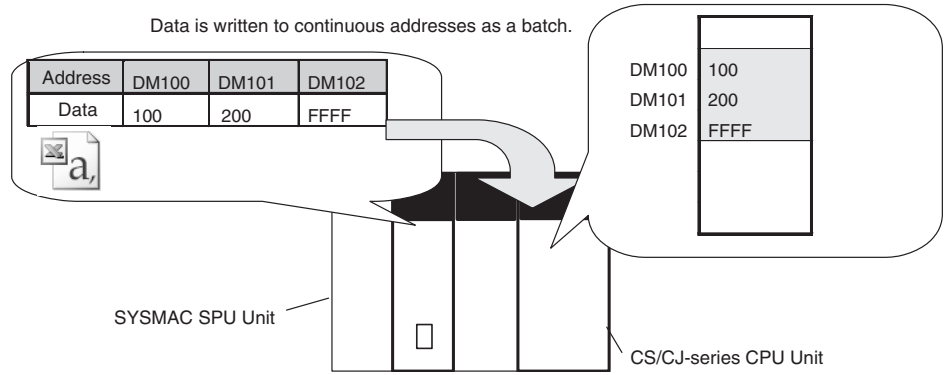 Data is written to continuous addresses as a batch.
Address DM100 DM101 DM102
Data 100 200 FFFF
a,
DM100 100
DM101 200
DM102 FFFF
SYSMAC SPU Unit
CS/CJ-series CPU Unit